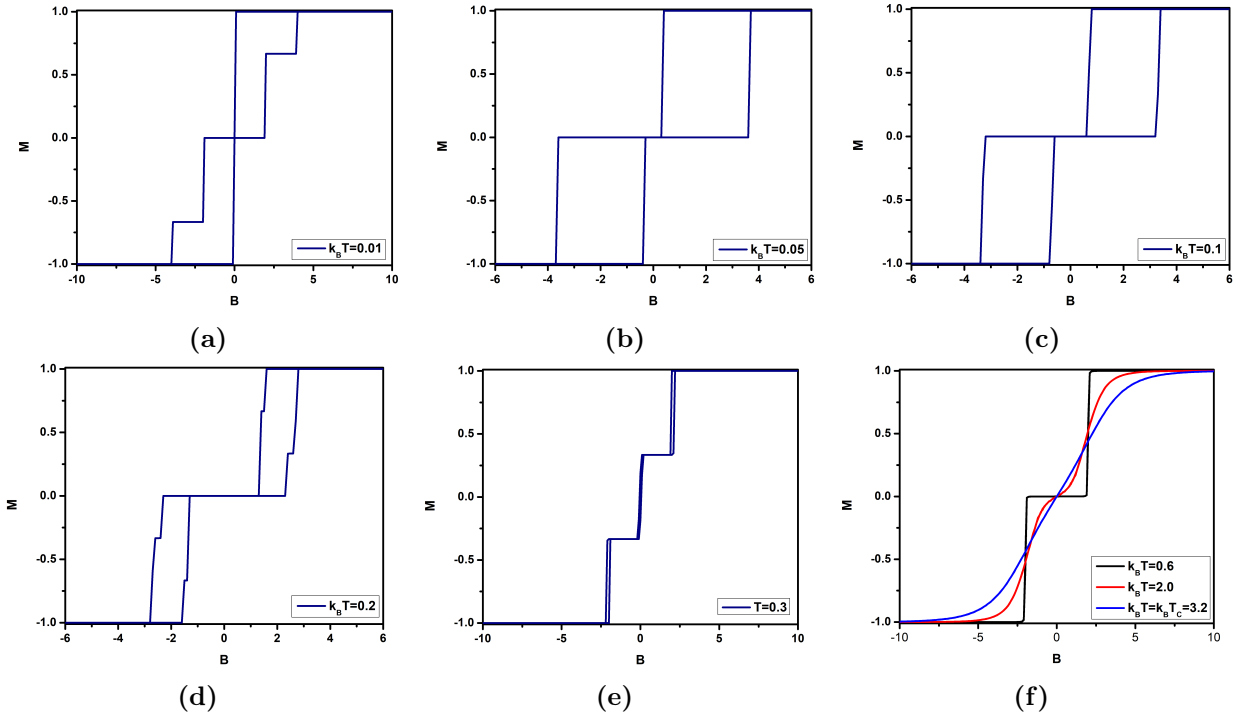 1.0
0.5
0.0
-0.5
-1.0
M
-10
-5
0
5
10
B
k_BT=0.01
(a)
1.0
0.5
0.0
-0.5
-1.0
M
-6
-4
-2
0
2
4
6
B
k_BT=0.05
(b)
1.0
0.5
0.0
-0.5
-1.0
M
-6
-4
-2
0
2
4
6
B
k_BT=0.1
(c)
1.0
0.5
0.0
-0.5
-1.0
M
-6
-4
-2
0
2
4
6
B
k_BT=0.2
(d)
1.0
0.5
0.0
-0.5
-1.0
M
-10
-5
0
5
10
B
T=0.3
(e)
1.0
0.5
0.0
-0.5
-1.0
M
-10
-5
0
5
10
B
k_BT=0.6
k_BT=2.0
k_BT=k_BT_C=3.2
(f)